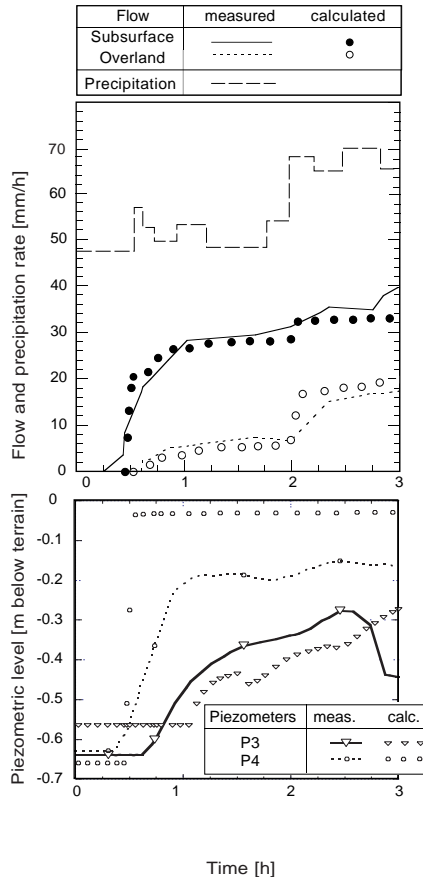 Flow measured calculated
Subsurface
Overland
Precipitation
Flow and precipitation rate [mm/h]
70
60
50
40
30
20
10
0
0 1 2 3
Piezometric level [m below terrain]
0
-0.1
-0.2
-0.3
-0.4
-0.5
-0.6
-0.7
Piezometers meas. calc.
P3
P4
0 1 2 3
Time [h]